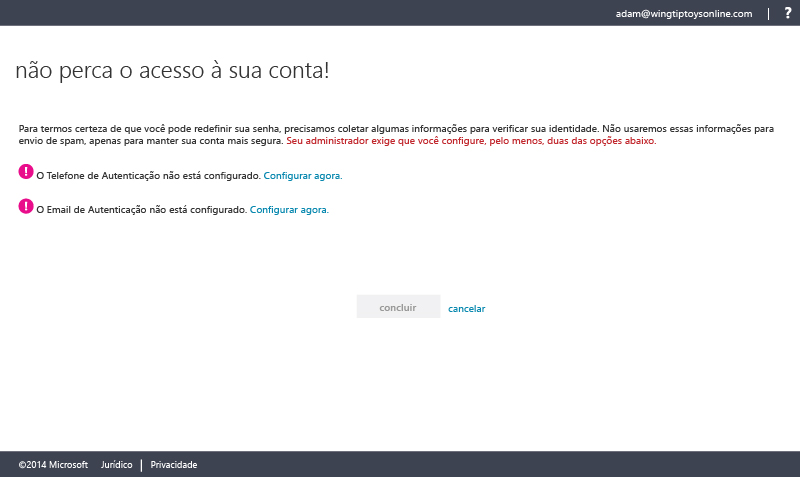 adam@wingtiptoysonline.com | ?
não perca o acesso à sua conta!
Para termos certeza de que você pode redefinir sua senha, precisamos coletar algumas informações para verificar sua identidade. Não usaremos essas informações para
envio de spam, apenas para manter sua conta mais segura. Seu administrador exige que você configure, pelo menos, duas das opções abaixo.
! O Telefone de Autenticação não está configurado. Configurar agora.
! O Email de Autenticação não está configurado. Configurar agora.
concluir cancelar
©2014 Microsoft Jurídico | Privacidade